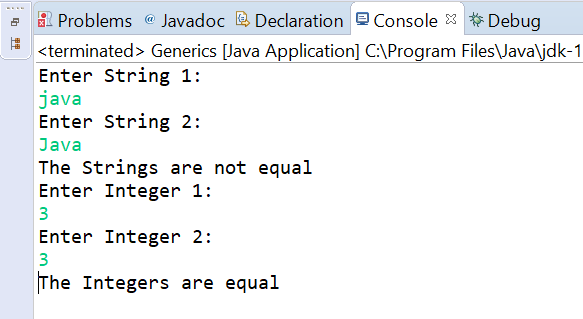 Problems @ Javadoc Declaration Console Debug
<terminated> Generics [Java Application] C:\Program Files\Java\jdk-1
Enter String 1:
java
Enter String 2:
Java
The Strings are not equal
Enter Integer 1:
3
Enter Integer 2:
3
The Integers are equal